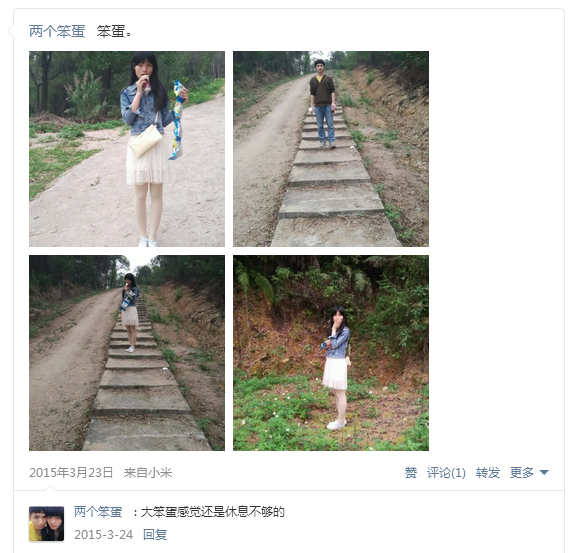 两个笨蛋 笨蛋。
2015年3月23日 来自小米 赞 评论(1) 转发 更多
两个笨蛋 : 大笨蛋感觉还是休息不够的
2015-3-24 回复